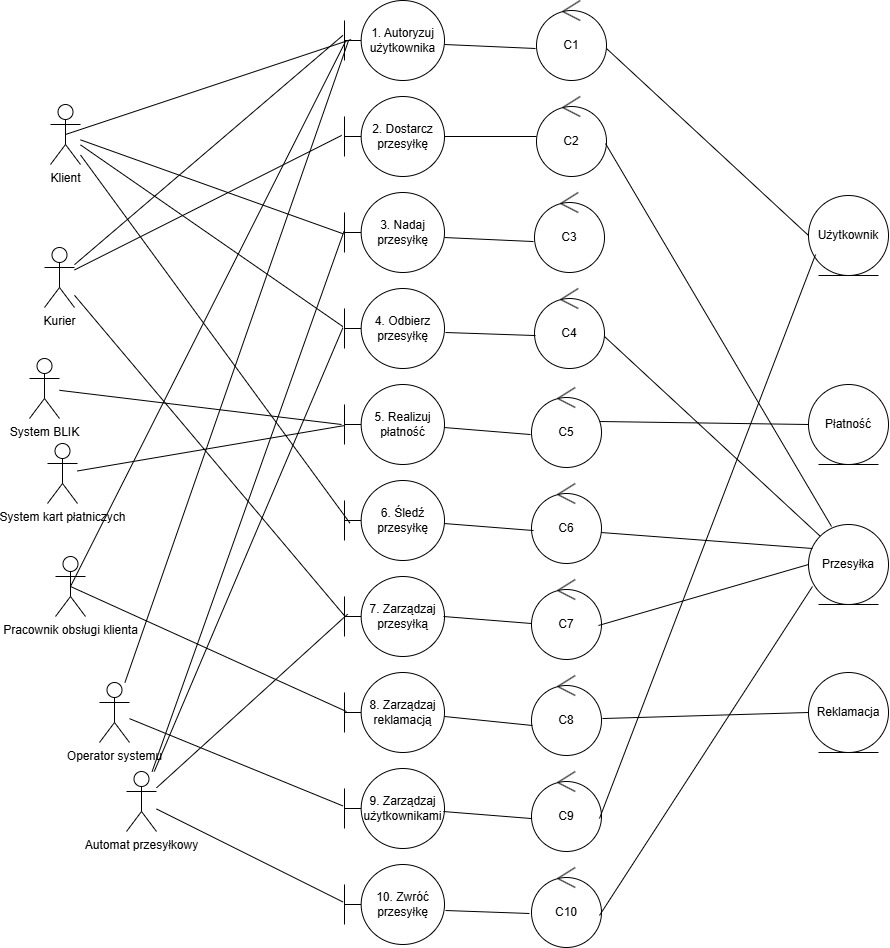 1. Autoryzuj
użytkownika
C1
2. Dostarcz
przesyłkę
C2
Klient
3. Nadaj
przesyłkę
C3
Użytkownik
Kurier
4. Odbierz
przesyłkę
C4
System BLIK
5. Realizuj
płatność
C5
Płatność
System kart płatniczych
6. Śledź
przesyłkę
C6
Przesyłka
Pracownik obsługi klienta
7. Zarządzaj
przesyłką
C7
8. Zarządzaj
reklamacją
C8
Reklamacja
Operator systemu
9. Zarządzaj
użytkownikami
C9
Automat przesyłkowy
10. Zwróć
przesyłkę
C10